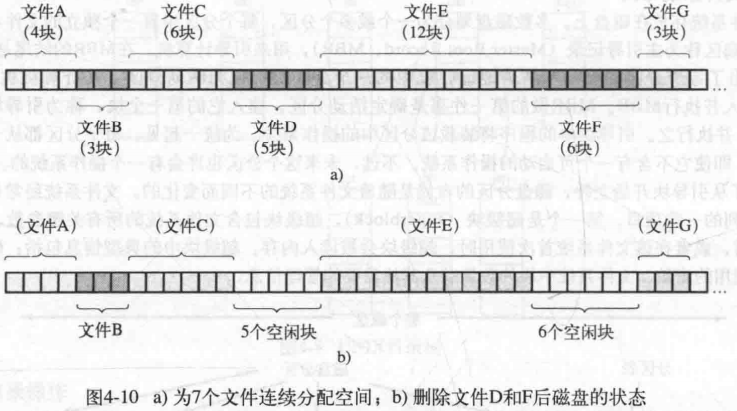 文件A 文件C 文件E 文件G
(4块) (6块) (12块) (3块)
...
文件B 文件D 文件F
(3块) (5块) (6块)
a)
(文件A) (文件C) (文件E) (文件G)
...
文件B 5个空闲块 6个空闲块
b)
图4-10 a) 为7个文件连续分配空间；b) 删除文件D和F后磁盘的状态